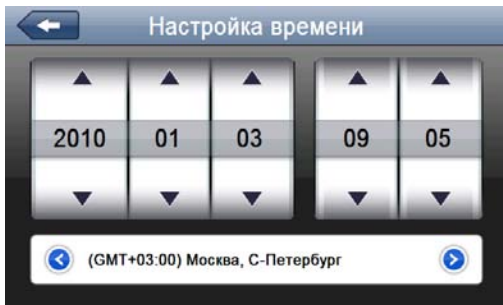 Настройка времени
2010 01 03 09 05
(GMT+03:00) Москва, С-Петербург